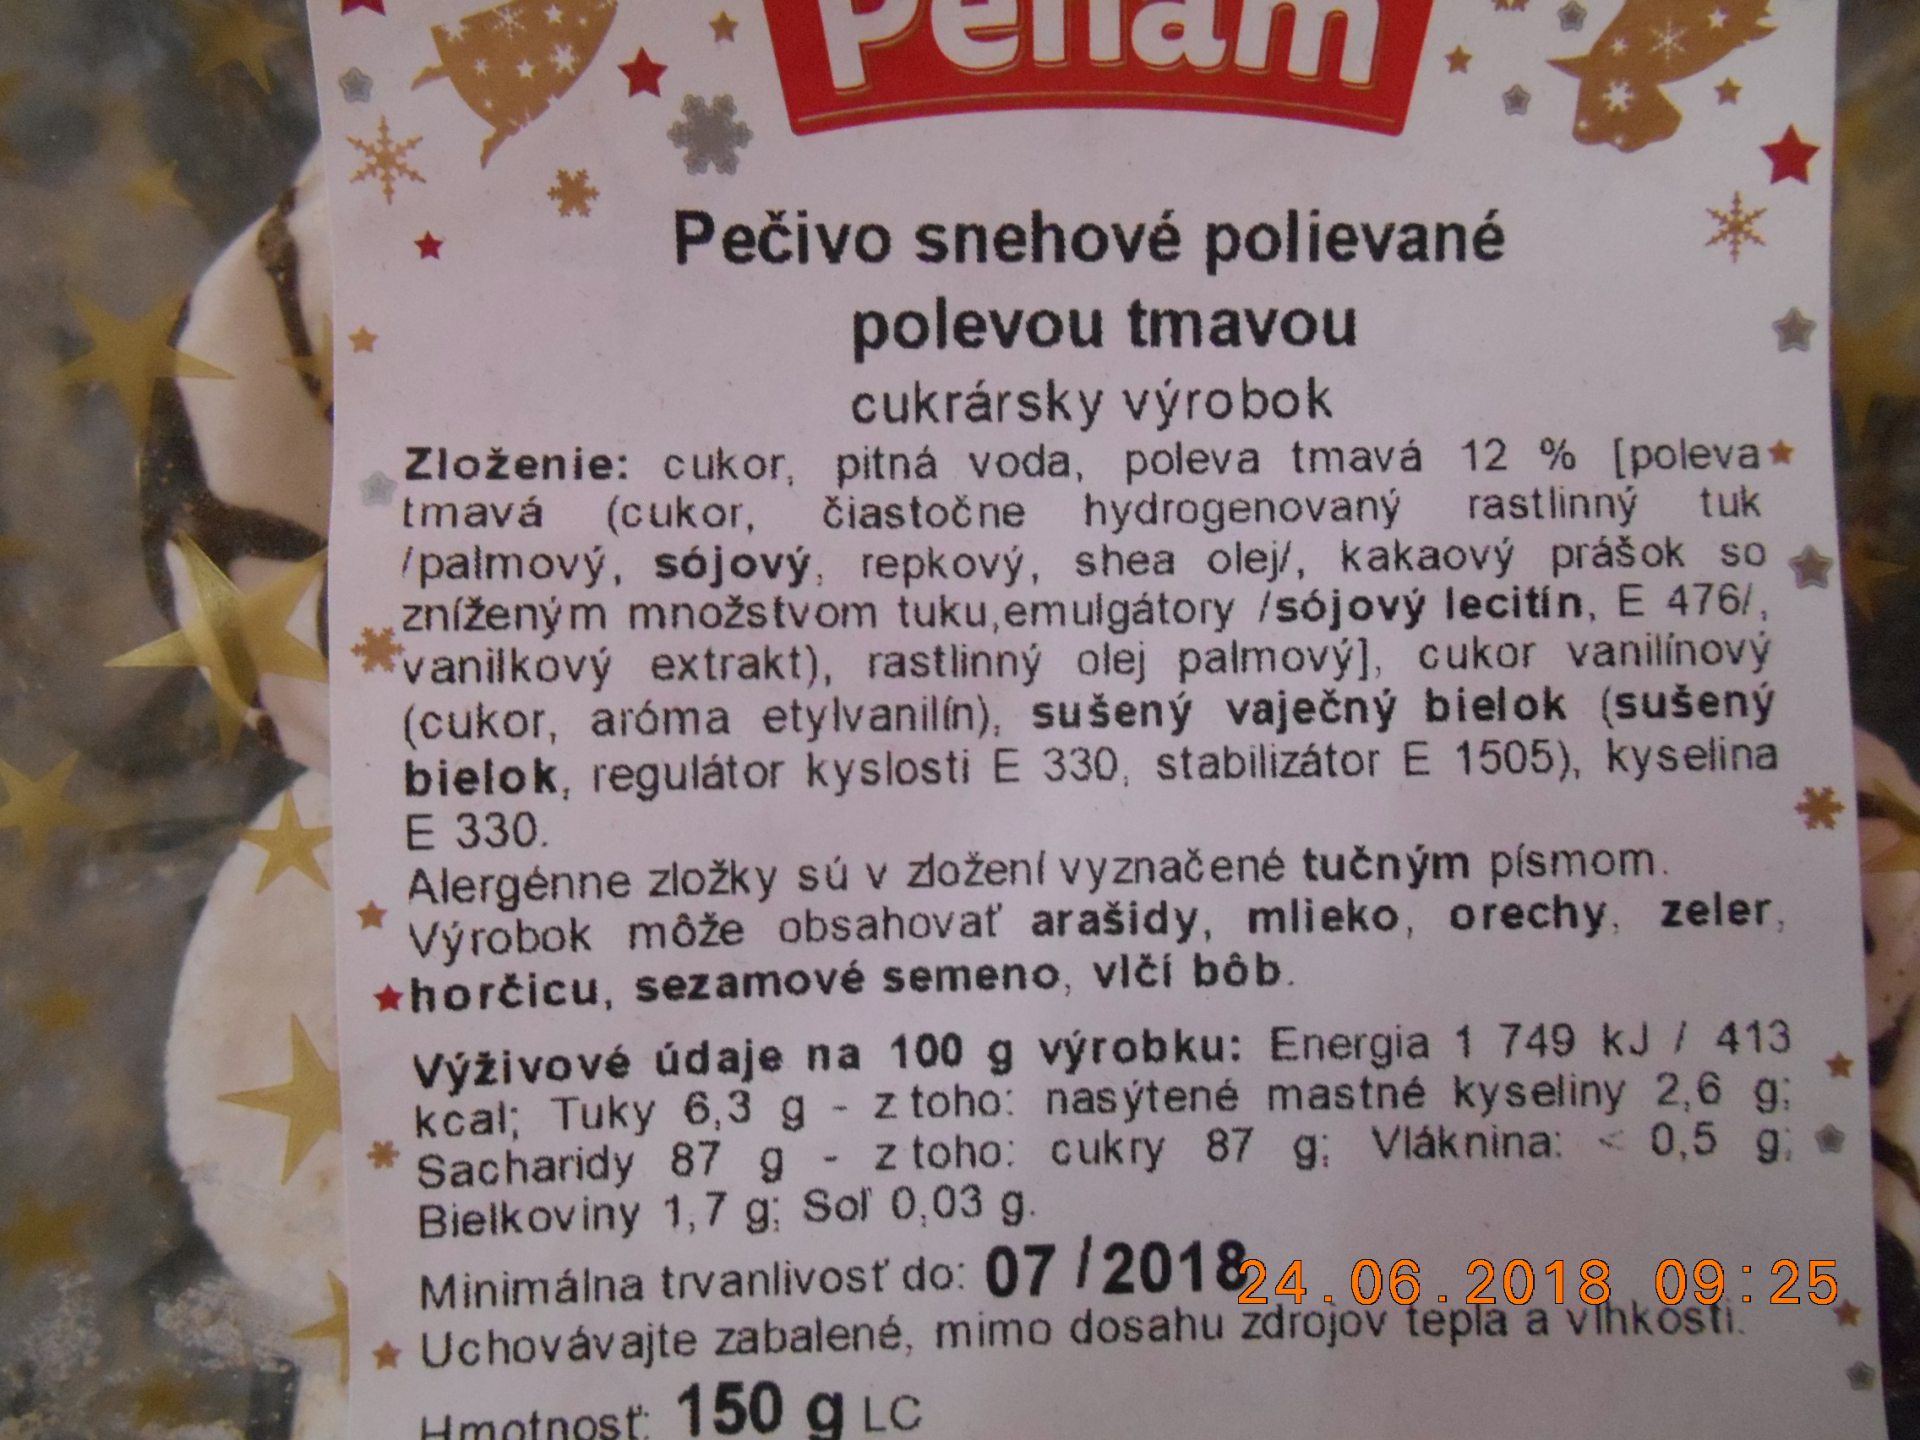 Penam
Pečivo snehové polievané
polevou tmavou
cukrársky výrobok
Zloženie: cukor, pitná voda, poleva tmavá 12 % [poleva
tmavá (cukor, čiastočne hydrogenovaný rastlinný tuk
/palmový, sójový, repkový, shea olej/, kakaový prášok so
zníženým množstvom tuku,emulgátory /sójový lecitín, E 476/,
vanilkový extrakt), rastlinný olej palmový], cukor vanilínový
(cukor, aróma etylvanilín), sušený vaječný bielok (sušený
bielok, regulátor kyslosti E 330, stabilizátor E 1505), kyselina
E 330.
Alergénne zložky sú v zložení vyznačené tučným písmom.
Výrobok môže obsahovať arašidy, mlieko, orechy, zeler,
horčicu, sezamové semeno, vlčí bôb.
Výživové údaje na 100 g výrobku: Energia 1 749 kJ / 413
kcal; Tuky 6,3 g - z toho: nasýtené mastné kyseliny 2,6 g;
Sacharidy 87 g - z toho: cukry 87 g; Vláknina: < 0,5 g;
Bielkoviny 1,7 g; Soľ 0,03 g.
Minimálna trvanlivosť do: 07/2018
24.06.2018 09:25
Uchovávajte zabalené, mimo dosahu zdrojov tepla a vlhkosti.
Hmotnosť: 150 g LC